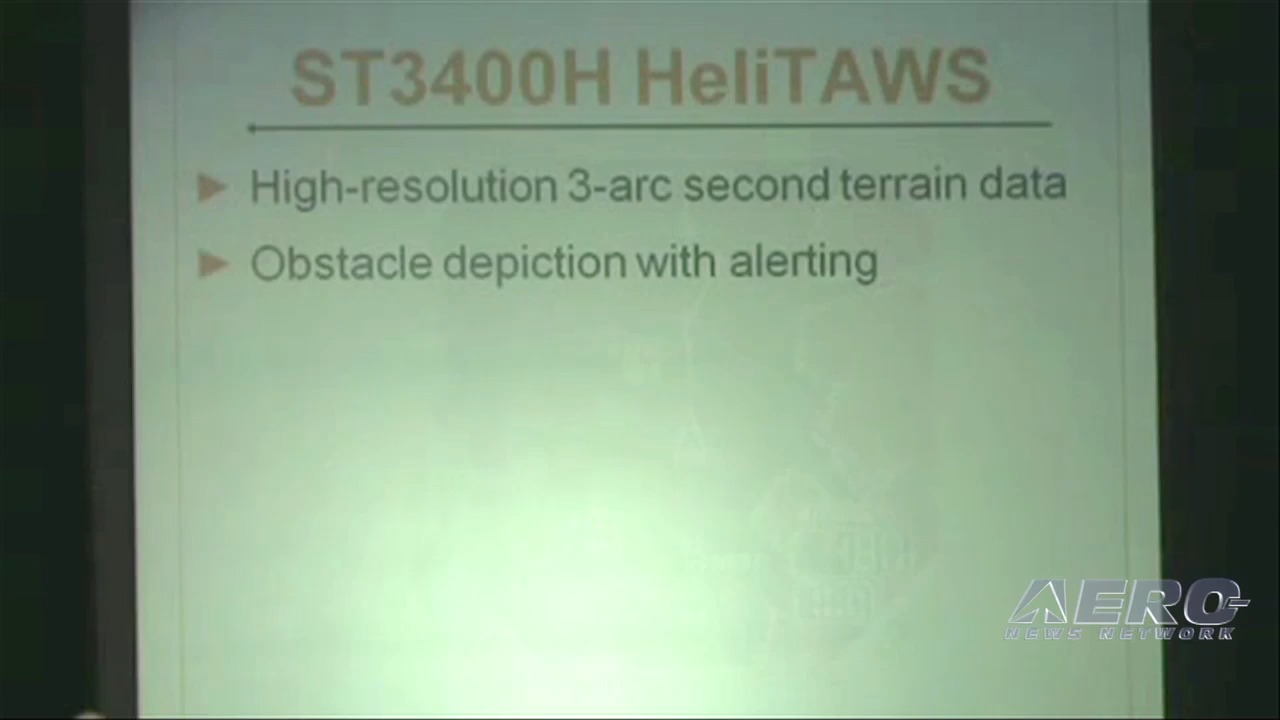 ST3400H HeliTAWS
High-resolution 3-arc second terrain data
Obstacle depiction with alerting
AERO-
NEWS NETWORK